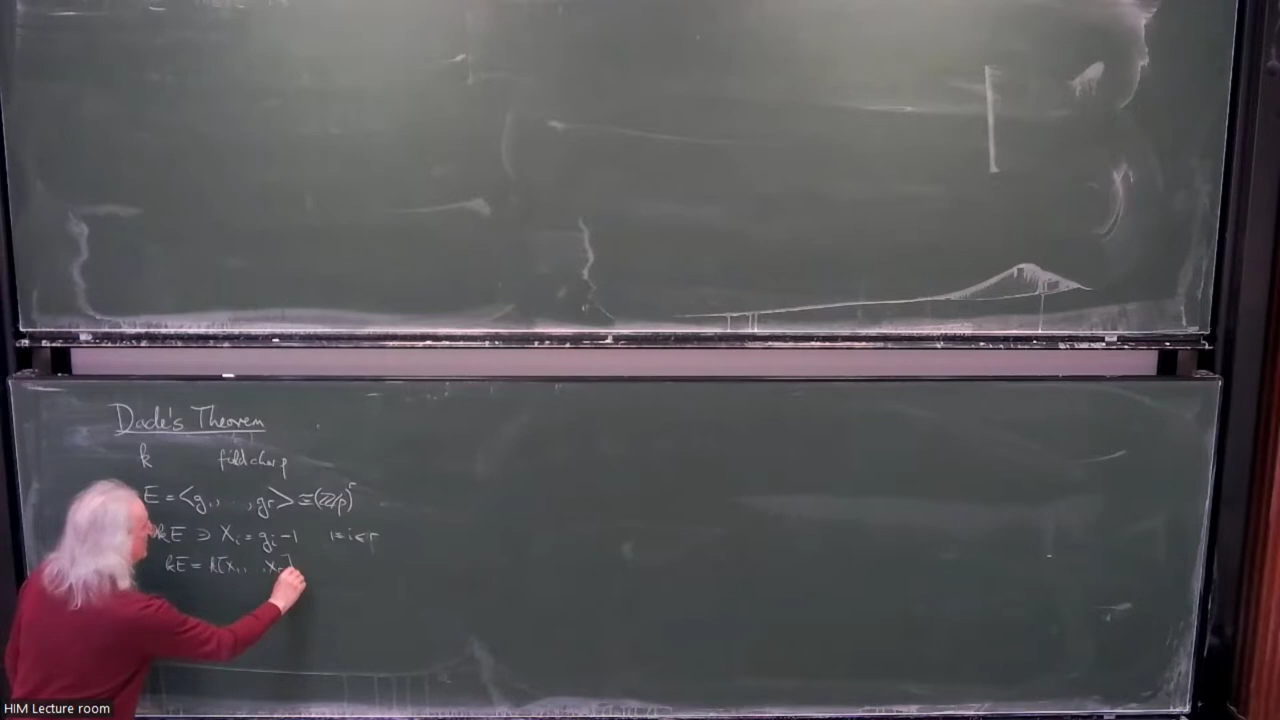 Dade's Theorem
k field char p
E = <g₁, , gᵣ> ≅ (ℤ/p)ʳ
kE ∋ Xᵢ = gᵢ-1 1≤i≤r
kE = k[X₁, , Xᵣ]
HIM Lecture room